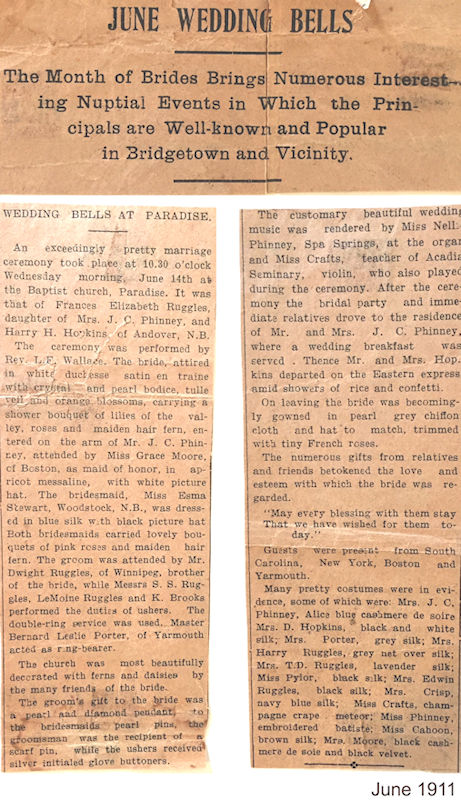 JUNE WEDDING BELLS
The Month of Brides Brings Numerous Interest-
ing Nuptial Events in Which the Prin-
cipals are Well-known and Popular
in Bridgetown and Vicinity.
WEDDING BELLS AT PARADISE.
An exceedingly pretty marriage
ceremony took place at 10.30 o'clock
Wednesday morning, June 14th at
the Baptist church, Paradise. It was
that of Frances Elizabeth Ruggles,
daughter of Mrs. J. C. Phinney, and
Harry H. Hopkins, of Andover, N.B.
The ceremony was performed by
Rev. L.F. Wallace. The bride, attired
in white duchesse satin en traine
with crystal and pearl bodice, tulle
veil and orange blossoms, carrying a
shower bouquet of lilies of the val-
ley, roses and maiden hair fern, en-
tered on the arm of Mr. J. C. Phin-
ney, attended by Miss Grace Moore,
of Boston, as maid of honor, in ap-
ricot messaline, with white picture
hat. The bridesmaid, Miss Esma
Stewart, Woodstock, N.B., was dress-
ed in blue silk with black picture hat
Both bridesmaids carried lovely bou-
quets of pink roses and maiden hair
fern. The groom was attended by Mr.
Dwight Ruggles, of Winnipeg, brother
of the bride, while Messrs S. S. Rug-
gles, LeMoine Ruggles and K. Brooks
performed the duties of ushers. The
double-ring service was used. Master
Bernard Leslie Porter, of Yarmouth
acted as ring-bearer.
The church was most beautifully
decorated with ferns and daisies by
the many friends of the bride.
The groom's gift to the bride was
a pearl and diamond pendant, to
the bridesmaids pearl pins, the
groomsman was the recipient of a
scarf pin, while the ushers received
silver initialed glove buttoners.
The customary beautiful wedding
music was rendered by Miss Nell.
Phinney, Spa Springs, at the organ
and Miss Crafts, teacher of Acadia
Seminary, violin, who also played
during the ceremony. After the cere-
mony the bridal party and imme-
diate relatives drove to the residence
of Mr. and Mrs. J. C. Phinney,
where a wedding breakfast was
served. Thence Mr. and Mrs. Hop-
kins departed on the Eastern express
amid showers of rice and confetti.
On leaving the bride was becoming-
ly gowned in pearl grey chiffon
cloth and hat to match, trimmed
with tiny French roses.
The numerous gifts from relatives
and friends betokened the love and
esteem with which the bride was re-
garded.
"May every blessing with them stay
That we have wished for them to-
day."
Guests were present from South
Carolina, New York, Boston and
Yarmouth.
Many pretty costumes were in evi-
dence, some of which were: Mrs. J. C.
Phinney, Alice blue cashmere de soire
Mrs. D. Hopkins, black and white
silk; Mrs. Porter, grey silk; Mrs.
Harry Ruggles, grey net over silk;
Mrs. T.D. Ruggles, lavender silk;
Miss Pylor, black silk; Mrs. Edwin
Ruggles, black silk; Mrs. Crisp,
navy blue silk; Miss Crafts, cham-
pagne crape meteor; Miss Phinney,
embroidered batiste; Miss Cahoon,
brown silk; Mrs. Moore, black cash-
mere de soie and black velvet.
June 1911